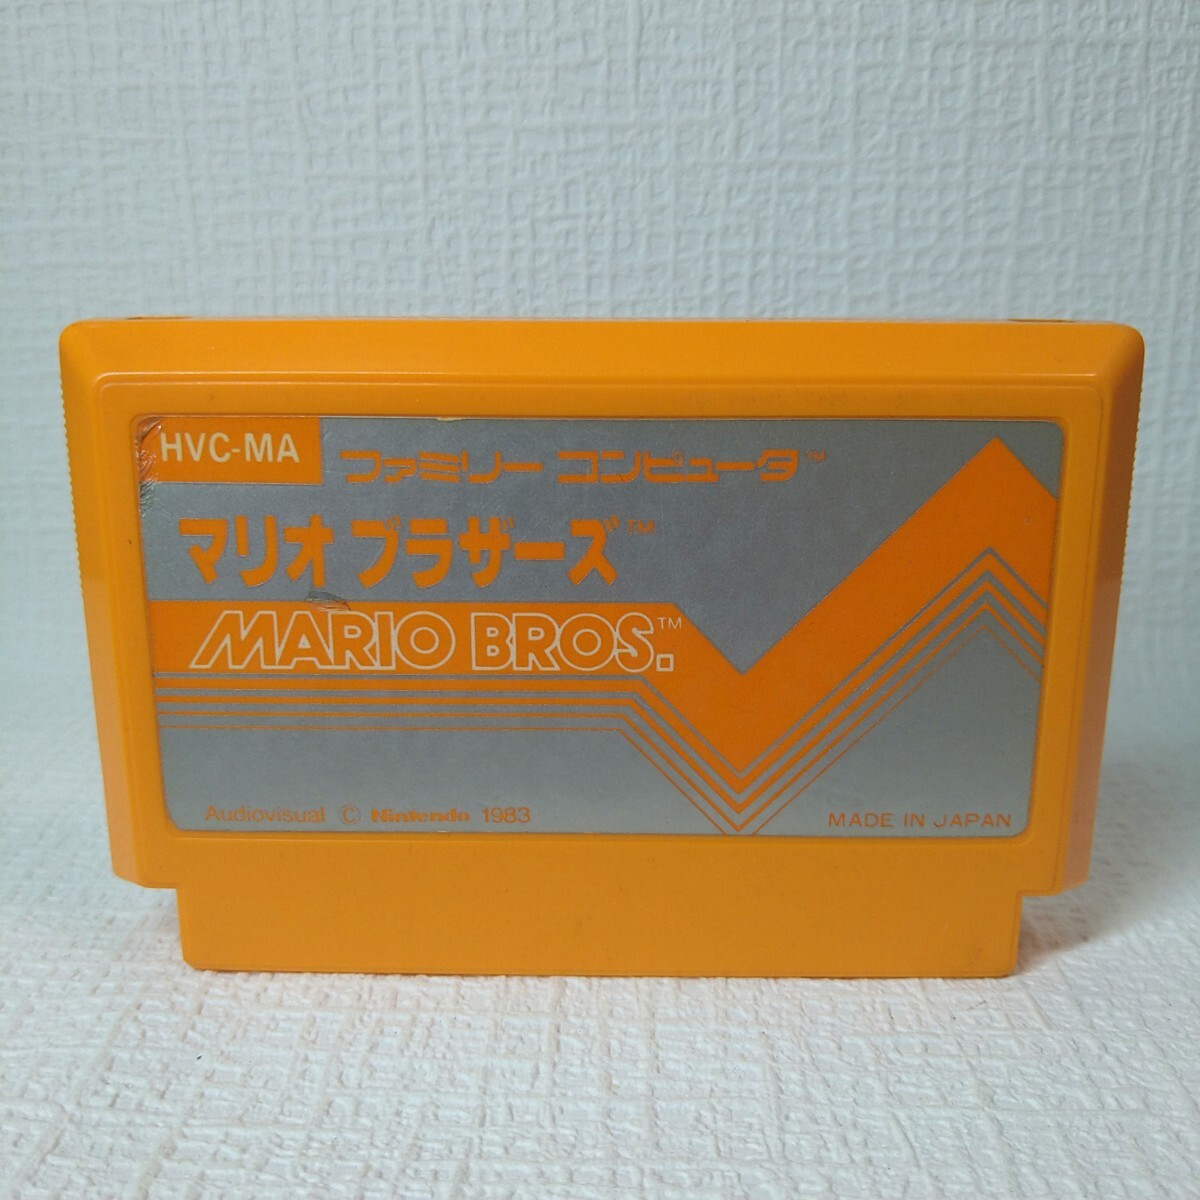 HVC-MA
ファミリー コンピュータ™
マリオ ブラザーズ™
MARIO BROS.™
Audiovisual © Nintendo 1983
MADE IN JAPAN